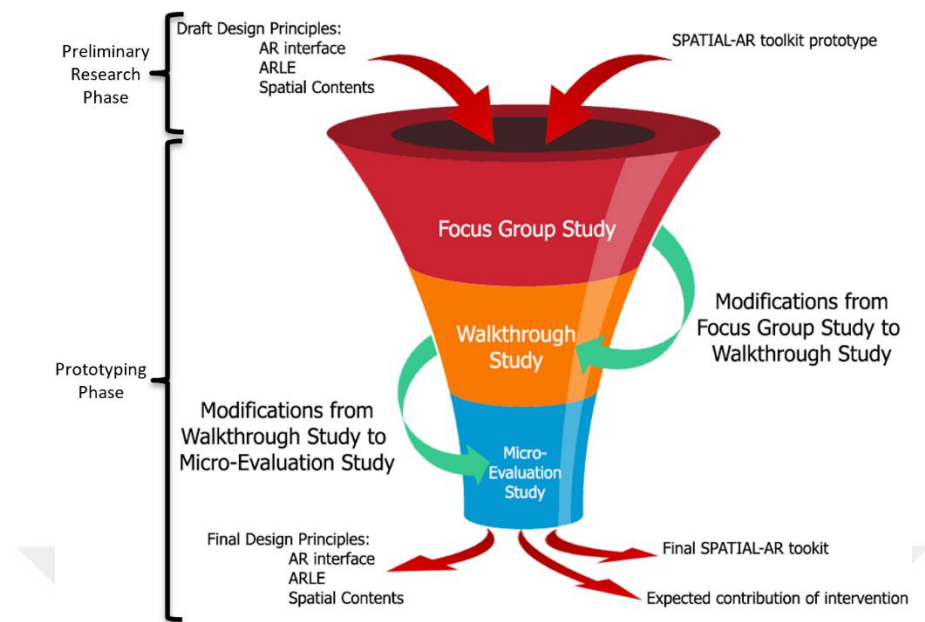 Preliminary
Research
Phase
Draft Design Principles:
AR interface
ARLE
Spatial Contents
SPATIAL-AR toolkit prototype
Prototyping
Phase
Focus Group Study
Modifications from
Focus Group Study to
Walkthrough Study
Walkthrough
Study
Modifications from
Walkthrough Study to
Micro-Evaluation Study
Micro-
Evaluation
Study
Final Design Principles:
AR interface
ARLE
Spatial Contents
Final SPATIAL-AR tookit
Expected contribution of intervention